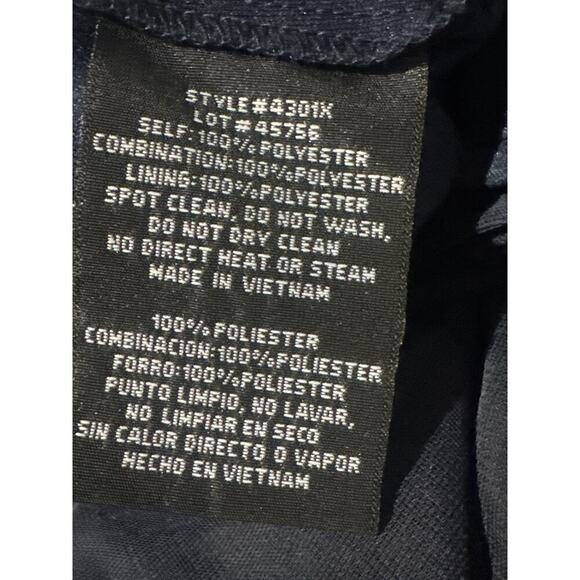 STYLE#4301X
LOT#45756
SELF:100%POLYESTER
COMBINATION:100%POLYESTER
LINING:100%POLYESTER
SPOT CLEAN, DO NOT WASH,
DO NOT DRY CLEAN
NO DIRECT HEAT OR STEAM
MADE IN VIETNAM
100%POLIESTER
COMBINACION:100%POLIESTER
FORRO:100%POLIESTER
PUNTO LIMPIO, NO LAVAR,
NO LIMPIAR EN SECO
SIN CALOR DIRECTO O VAPOR
HECHO EN VIETNAM